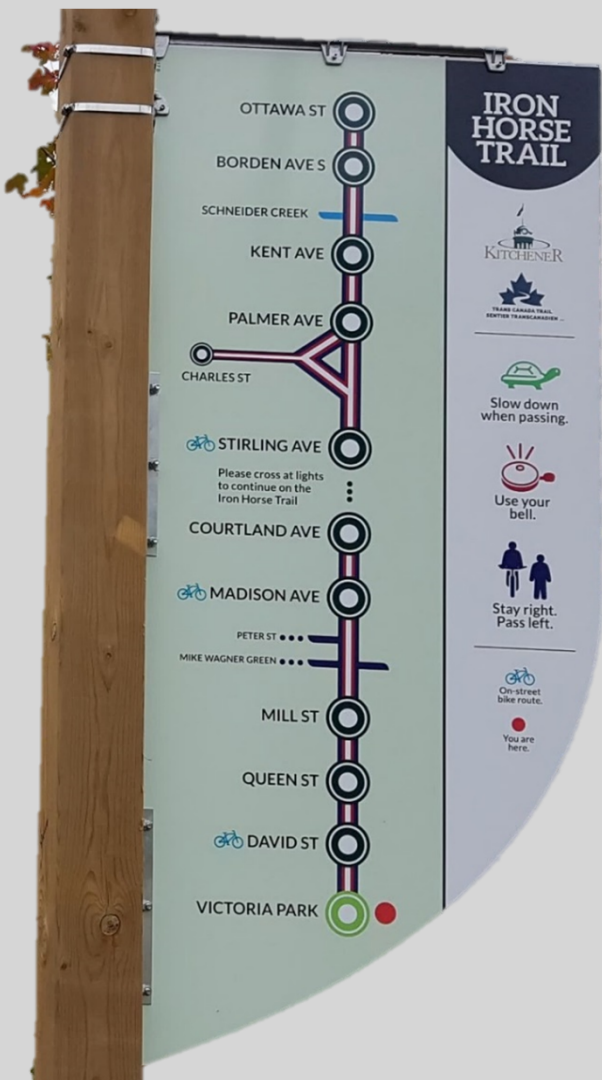 OTTAWA ST
BORDEN AVE S
SCHNEIDER CREEK
KENT AVE
PALMER AVE
CHARLES ST
STIRLING AVE
Please cross at lights
to continue on the
Iron Horse Trail
COURTLAND AVE
MADISON AVE
PETER ST
MIKE WAGNER GREEN
MILL ST
QUEEN ST
DAVID ST
VICTORIA PARK
IRON
HORSE
TRAIL
KITCHENER
TRANS CANADA TRAIL
SENTIER TRANSCANADIEN
Slow down
when passing.
Use your
bell.
Stay right.
Pass left.
On-street
bike route.
You are
here.